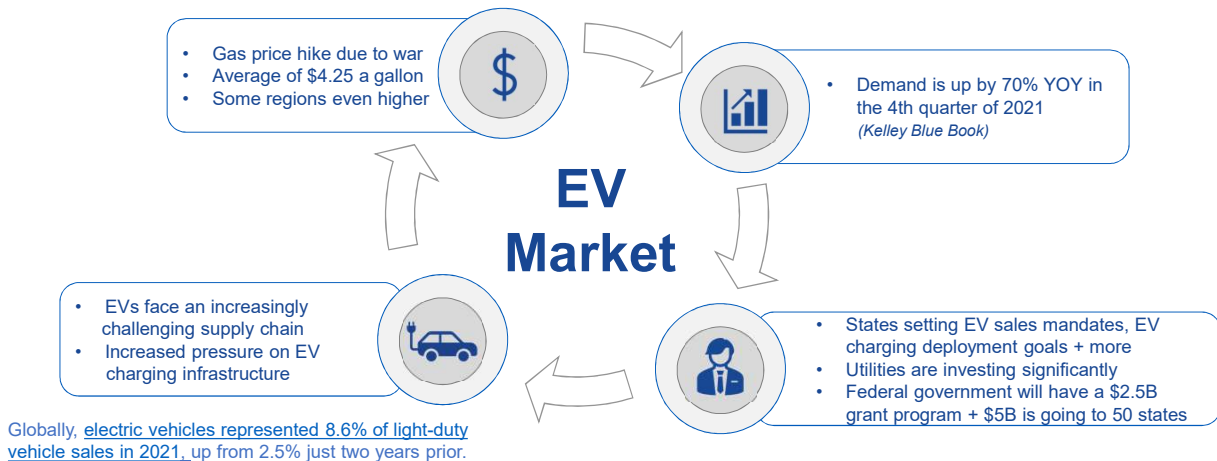 • Gas price hike due to war
• Average of $4.25 a gallon
• Some regions even higher
$
• Demand is up by 70% YOY in
the 4th quarter of 2021
(Kelley Blue Book)
EV
Market
• EVs face an increasingly
challenging supply chain
• Increased pressure on EV
charging infrastructure
• States setting EV sales mandates, EV
charging deployment goals + more
• Utilities are investing significantly
• Federal government will have a $2.5B
grant program + $5B is going to 50 states
Globally, electric vehicles represented 8.6% of light-duty
vehicle sales in 2021, up from 2.5% just two years prior.